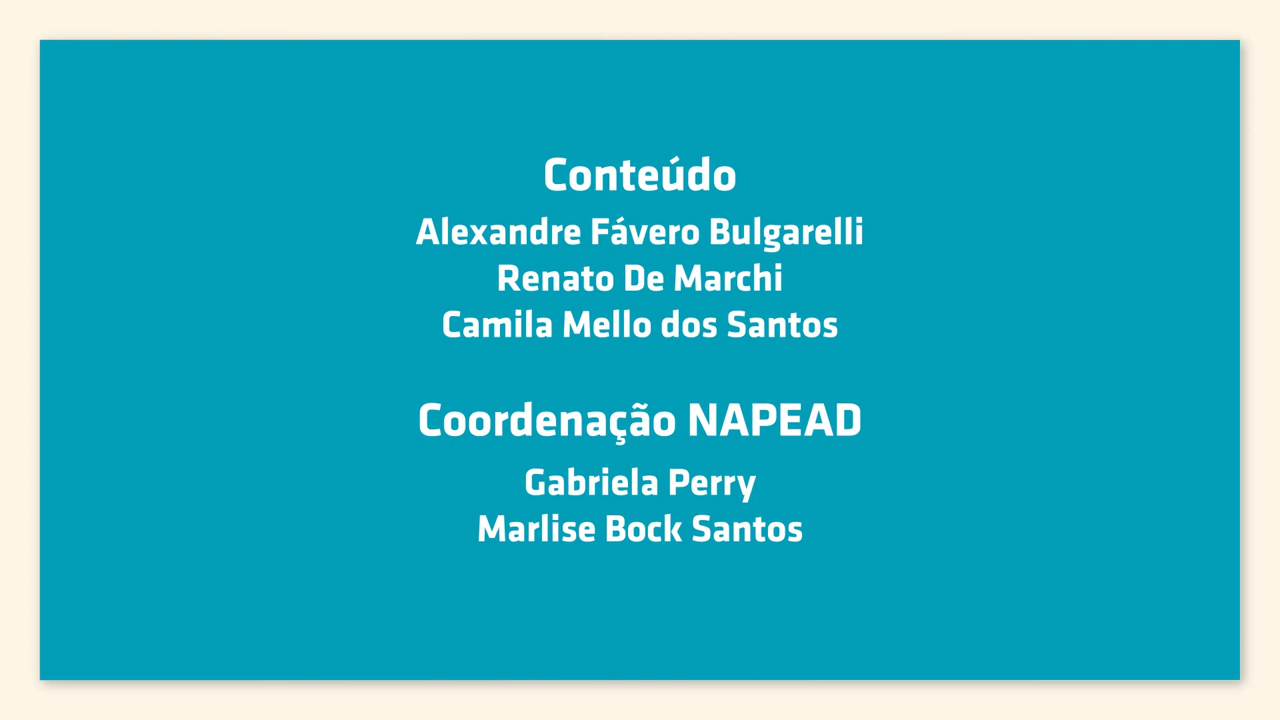 Conteúdo
Alexandre Fávero Bulgarelli
Renato De Marchi
Camila Mello dos Santos
Coordenação NAPEAD
Gabriela Perry
Marlise Bock Santos